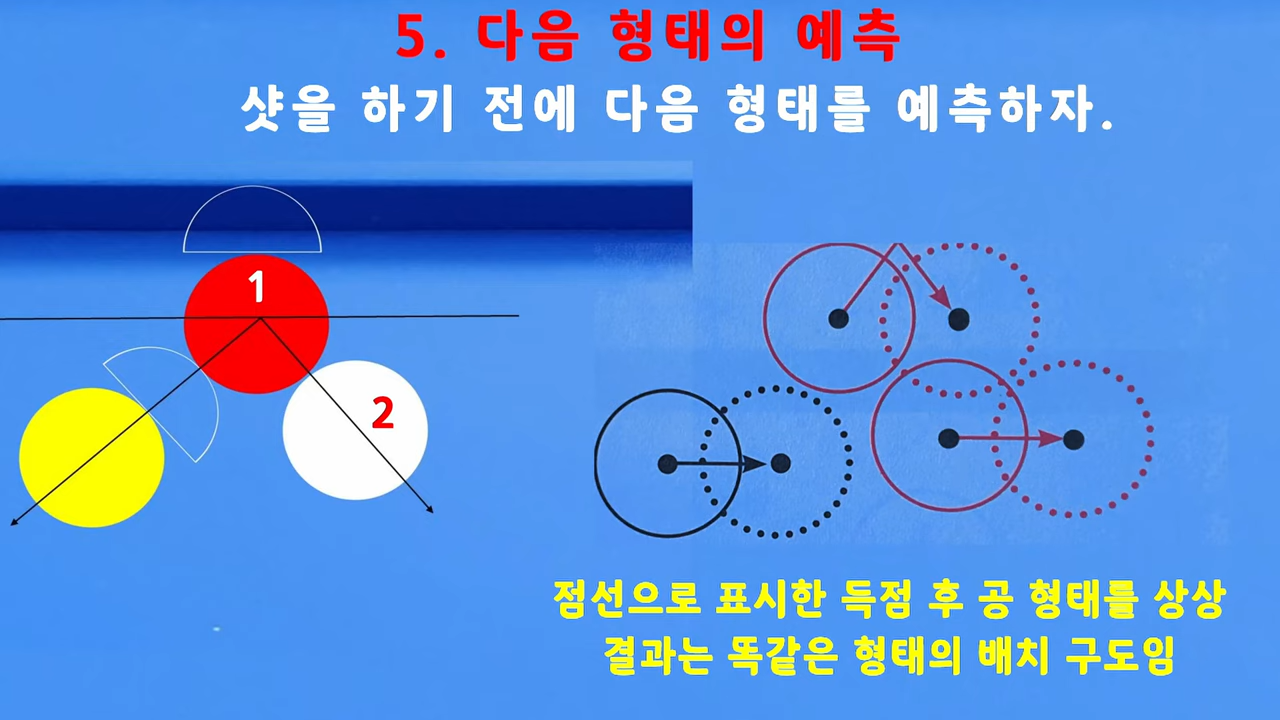 5. 다음 형태의 예측
샷을 하기 전에 다음 형태를 예측하자.
1
2
점선으로 표시한 득점 후 공 형태를 상상
결과는 똑같은 형태의 배치 구도임